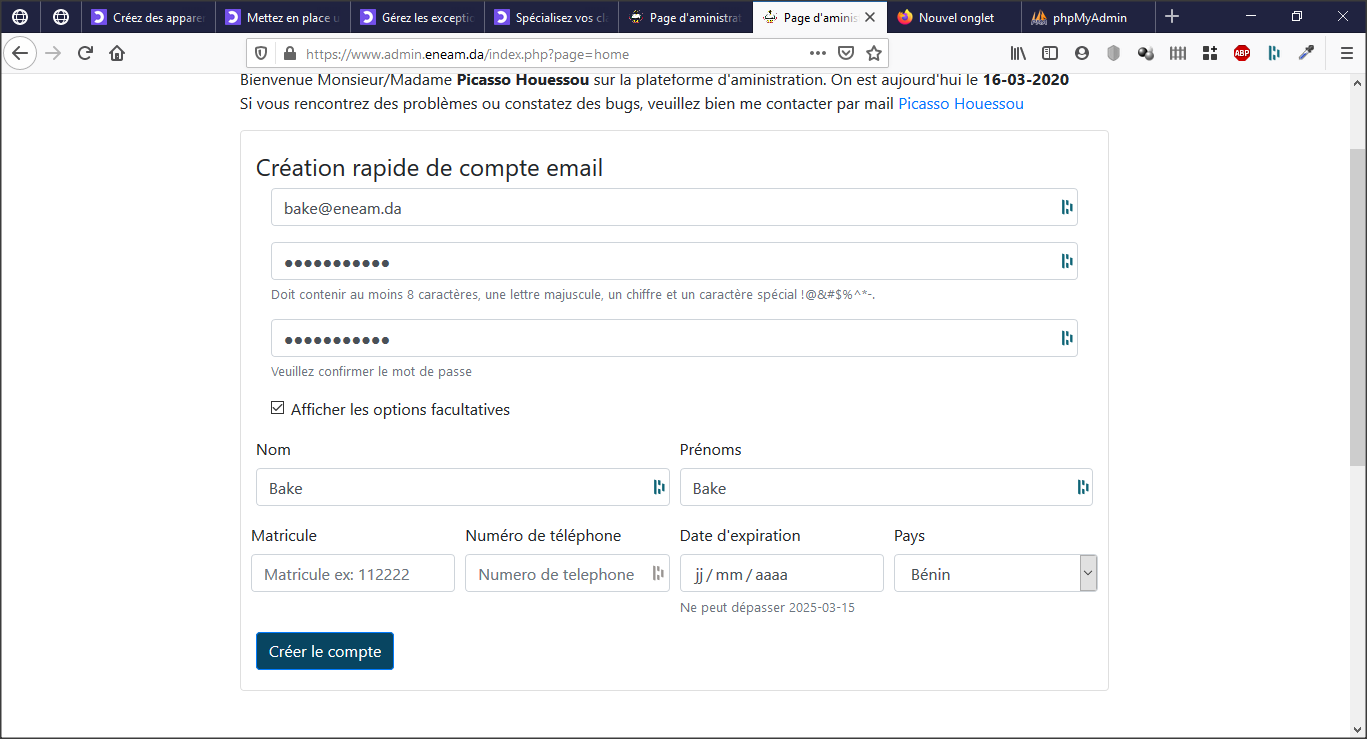 Créez des appare
Mettez en place u
Gérez les exceptio
Spécialisez vos cl
Page d'aministrat
Page d'aminis
Nouvel onglet
phpMyAdmin
https://www.admin.eneam.da/index.php?page=home
ABP
Bienvenue Monsieur/Madame Picasso Houessou sur la plateforme d'aministration. On est aujourd'hui le 16-03-2020
Si vous rencontrez des problèmes ou constatez des bugs, veuillez bien me contacter par mail Picasso Houessou
Création rapide de compte email
bake@eneam.da
Doit contenir au moins 8 caractères, une lettre majuscule, un chiffre et un caractère spécial !@&#$%^*-.
Veuillez confirmer le mot de passe
Afficher les options facultatives
Nom Prénoms
Bake Bake
Matricule Numéro de téléphone Date d'expiration Pays
Matricule ex: 112222 Numero de telephone jj / mm / aaaa Bénin
Ne peut dépasser 2025-03-15
Créer le compte